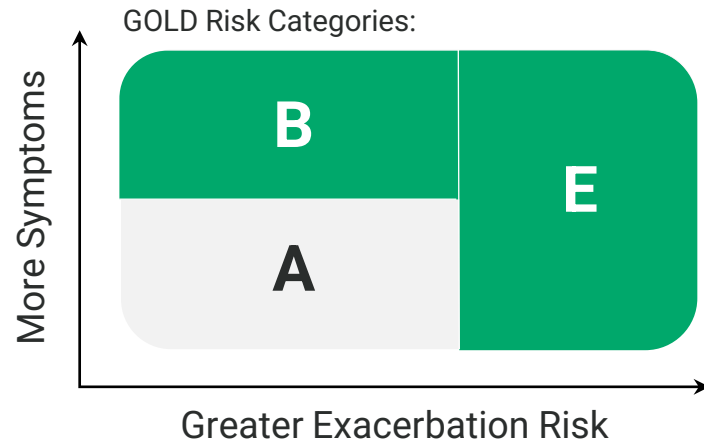 GOLD Risk Categories:
More Symptoms
B
E
A
Greater Exacerbation Risk